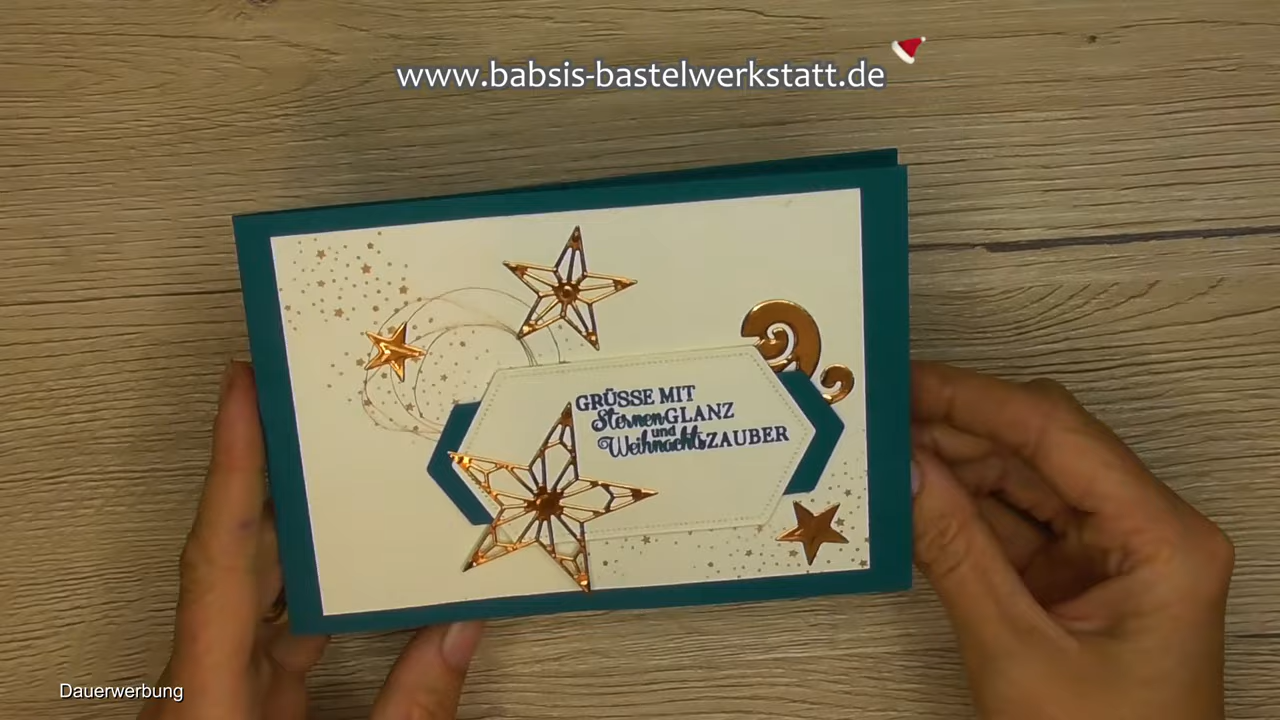 www.babsis-bastelwerkstatt.de
GRÜSSE MIT
SternenGLANZ
und
WeihnachtsZAUBER
Dauerwerbung